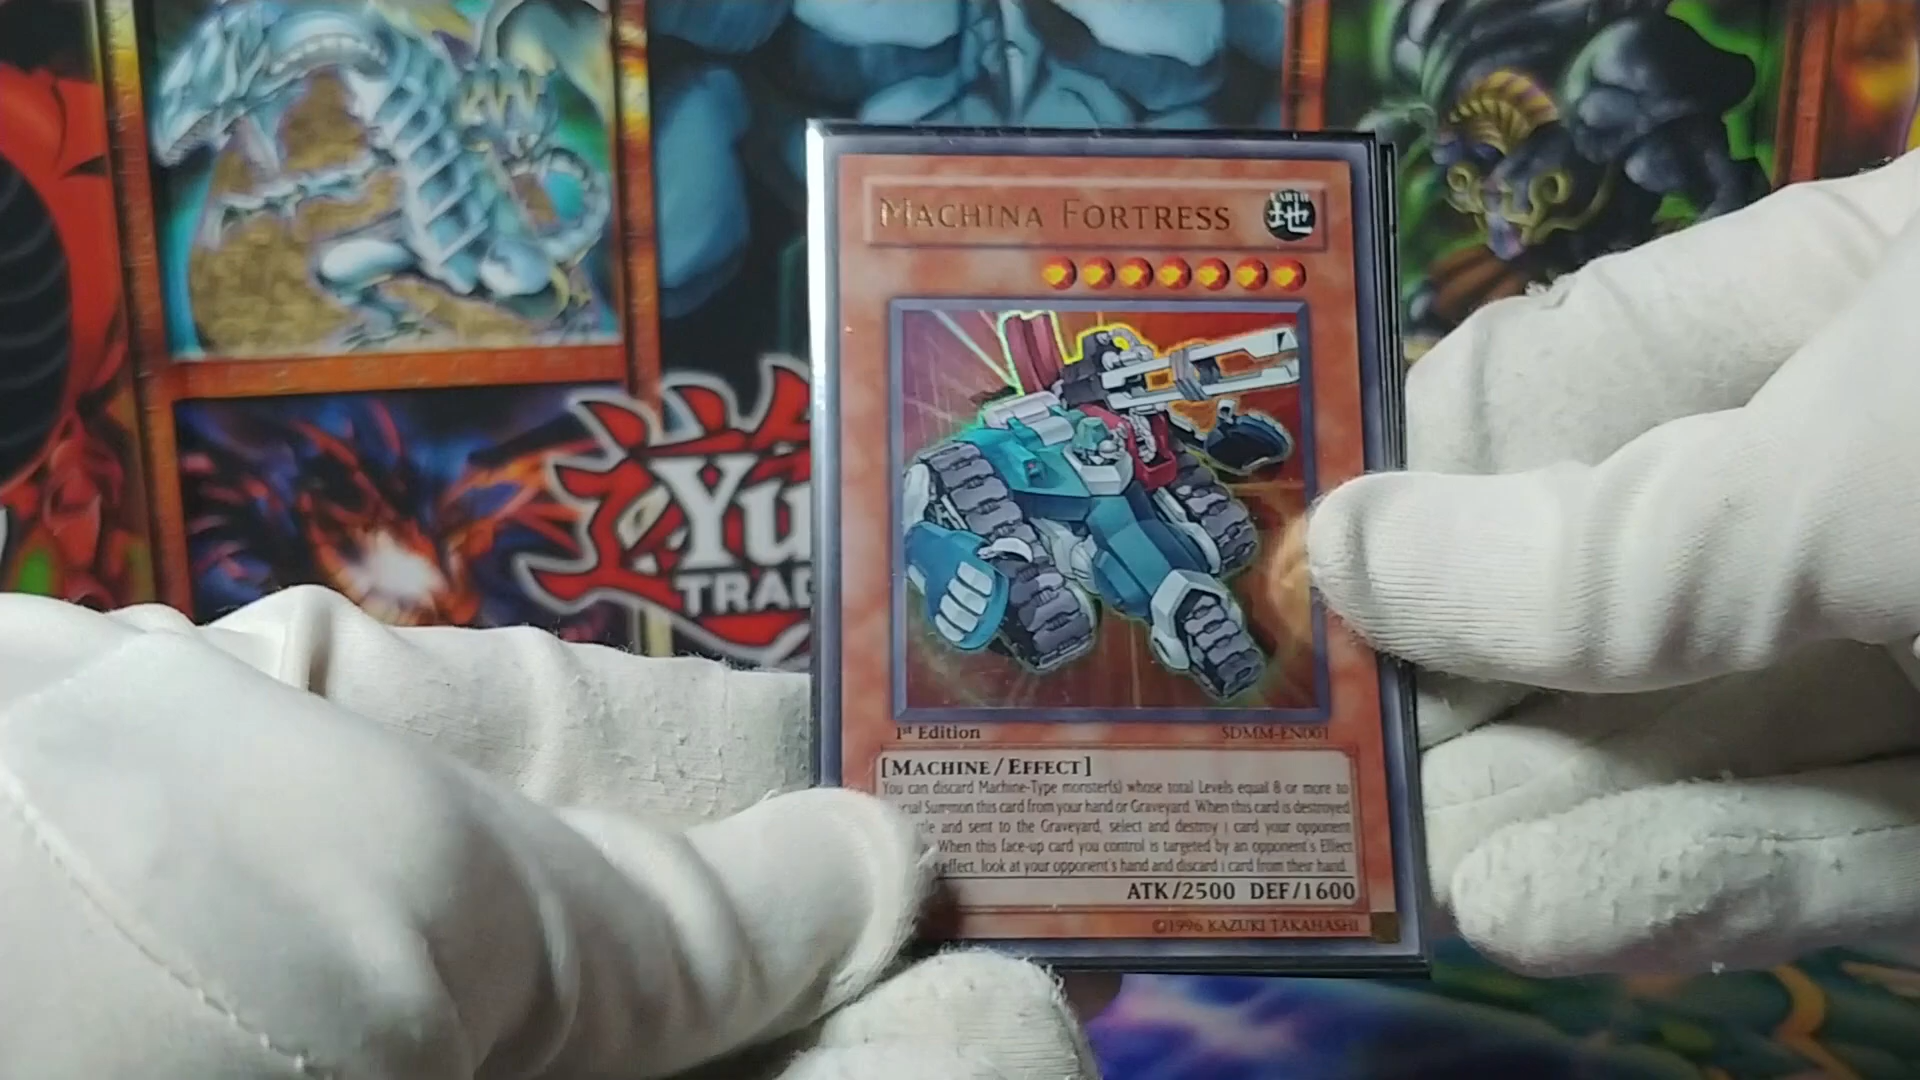 MACHINA FORTRESS
EARTH
地
Yu
TRAD
1st Edition
SDMM-EN001
[MACHINE/EFFECT]
You can discard Machine-Type monster(s) whose total Levels equal 8 or more to
Summon this card from your hand or Graveyard. When this card is destroyed
and sent to the Graveyard, select and destroy 1 card your opponent
When this face-up card you control is targeted by an opponent's Effect
effect, look at your opponent's hand and discard 1 card from their hand.
ATK/2500 DEF/1600
©1996 KAZUKI TAKAHASHI